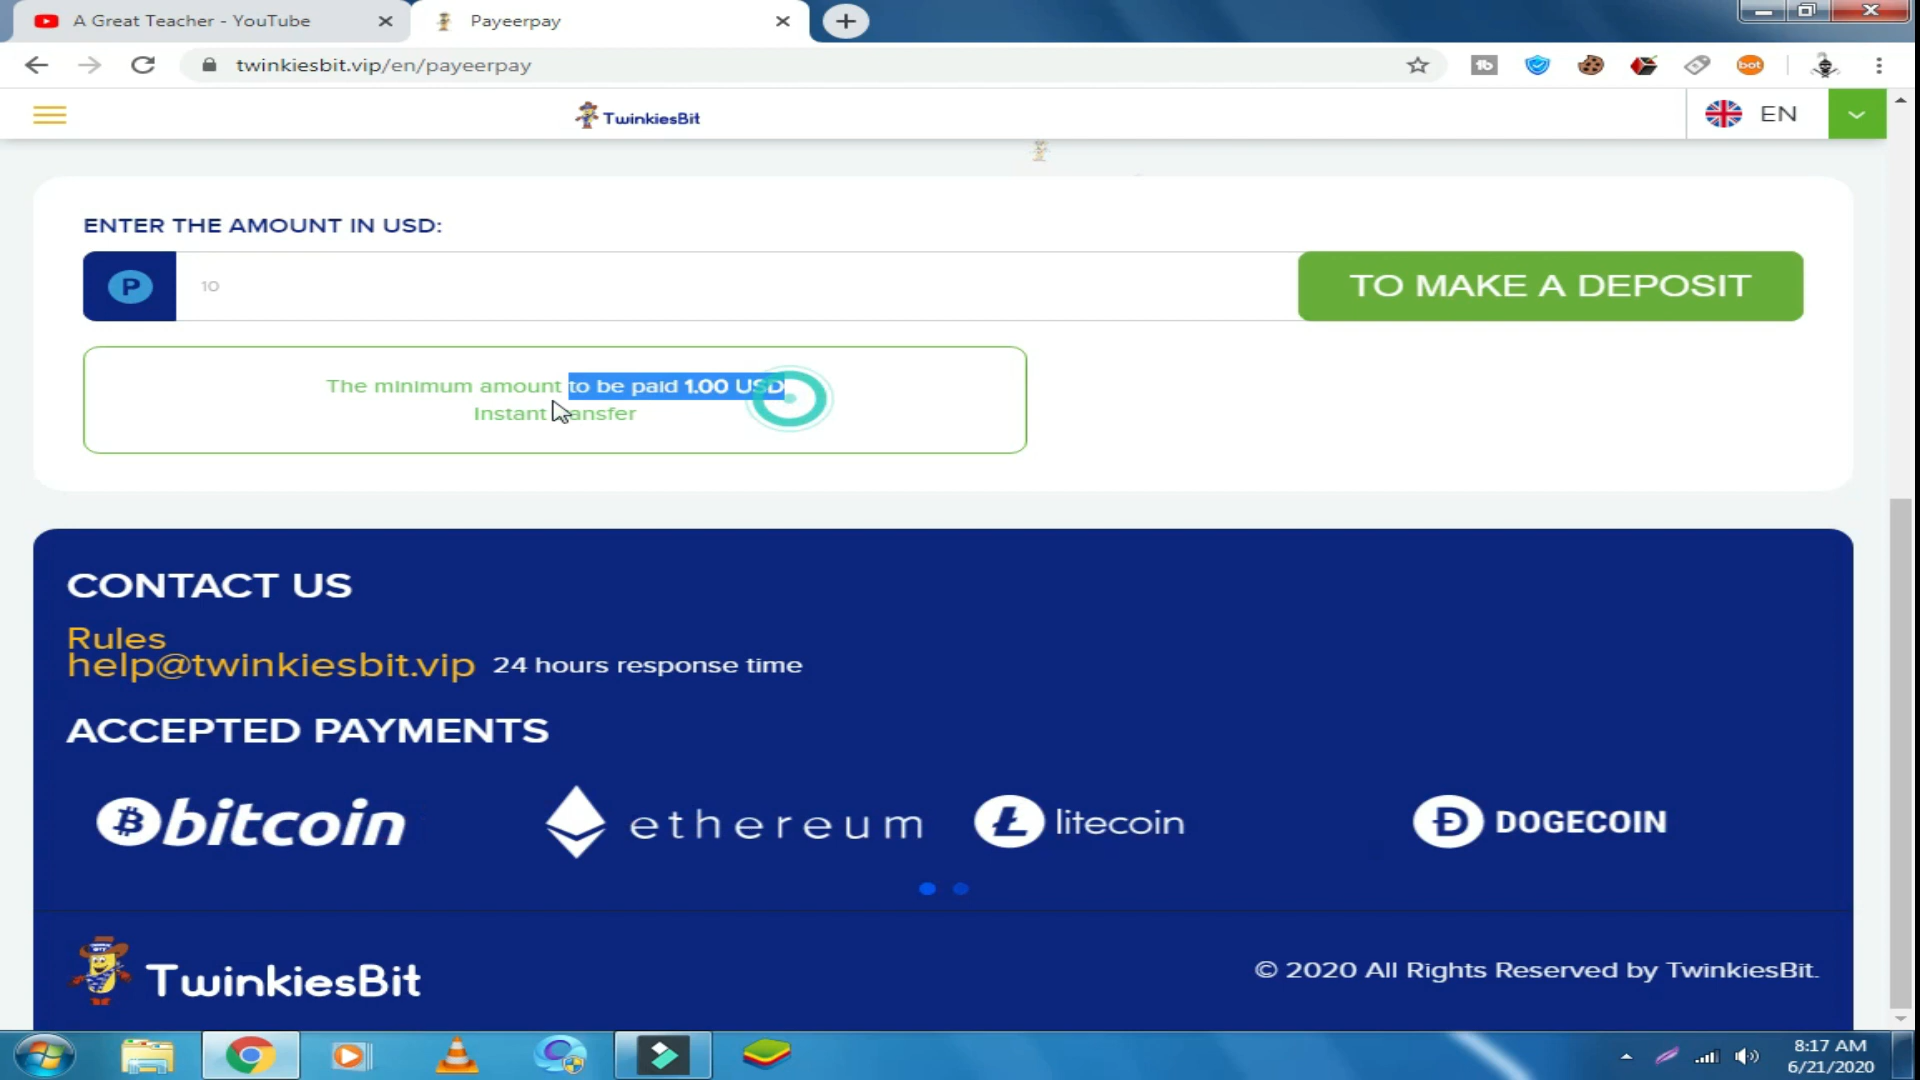 A Great Teacher - YouTube
Payeerpay
twinkiesbit.vip/en/payeerpay
bot
TwinkiesBit
EN
ENTER THE AMOUNT IN USD:
P
10
TO MAKE A DEPOSIT
The minimum amount to be paid 1.00 USD
Instant transfer
CONTACT US
Rules
help@twinkiesbit.vip 24 hours response time
ACCEPTED PAYMENTS
bitcoin
ethereum
litecoin
DOGECOIN
TwinkiesBit
© 2020 All Rights Reserved by TwinkiesBit.
8:17 AM
6/21/2020